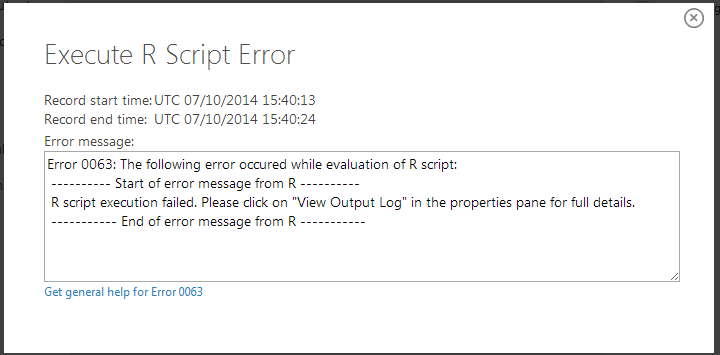 Execute R Script Error
Record start time: UTC 07/10/2014 15:40:13
Record end time: UTC 07/10/2014 15:40:24
Error message:
Error 0063: The following error occured while evaluation of R script:
---------- Start of error message from R ----------
R script execution failed. Please click on "View Output Log" in the properties pane for full details.
----------- End of error message from R -----------
Get general help for Error 0063